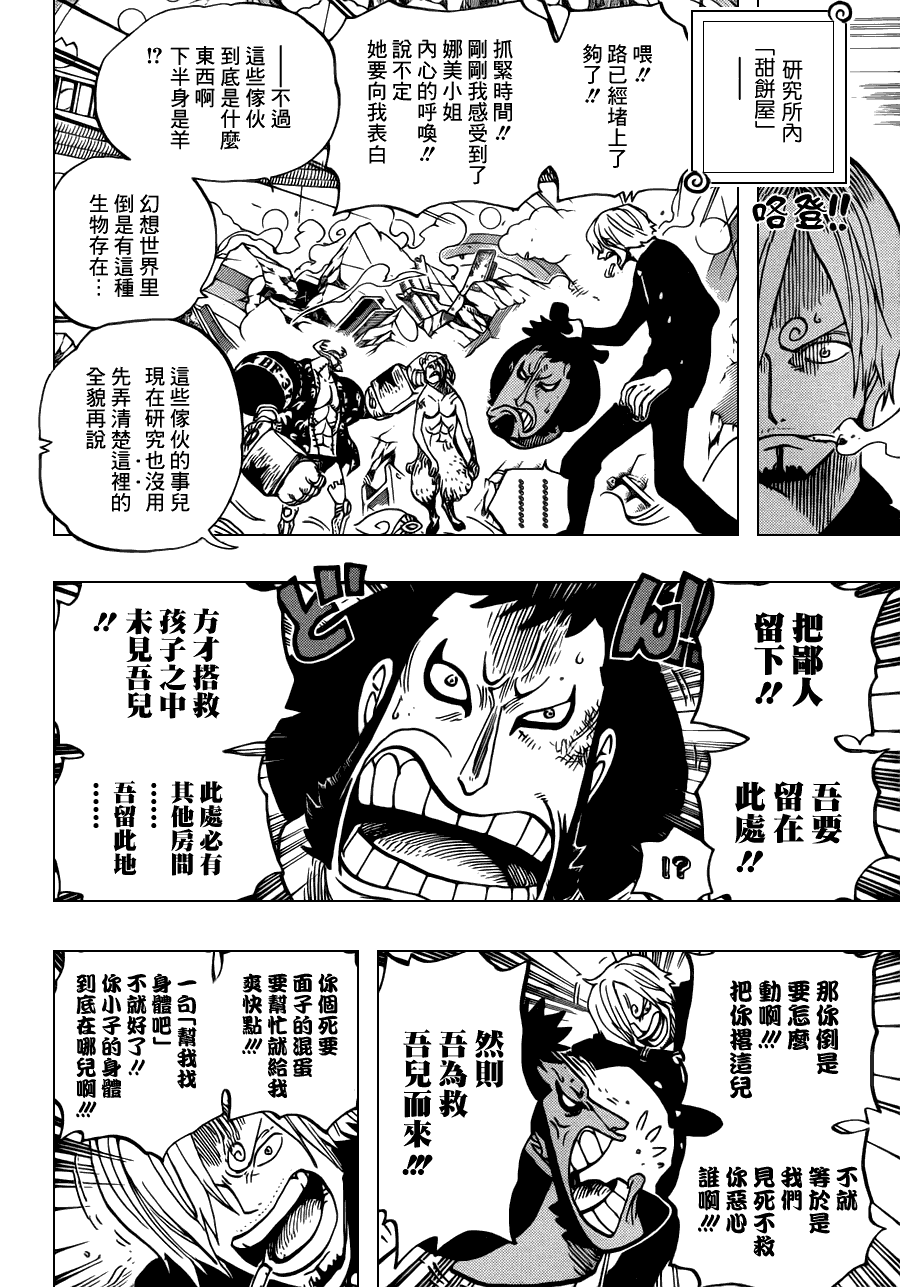 研究所內
「甜餅屋」
——
咯登!!
喂!!
路已經堵上了
夠了!!
抓緊時間!!
剛剛我感受到了
娜美小姐
內心的呼喚!!
說不定
她要向我表白
——不過
這些傢伙
到底是什麼
東西啊
下半身是羊
!?
幻想世界里
倒是有這種
生物存在…
這些傢伙的事兒
現在研究也沒用
先弄清楚這裡的
全貌再說
BF-3
………
………
把鄙人
留下!!
吾要
留在
此處!!
どん!!
!?
方才搭救
孩子之中
未見吾兒
!!
此處必有
其他房間
……
吾留此地
……
那你倒是
要怎麼
動啊!!!
把你撂這兒
不就
等於是
我們
見死不救
你惡心
誰啊!!!
然則
吾為救
吾兒而來!!!
你個死要
面子的混蛋
要幫忙就給我
爽快點!!!
一句「幫我找
身體吧」
不就好了!!
你小子的身體
到底在哪兒啊!!!